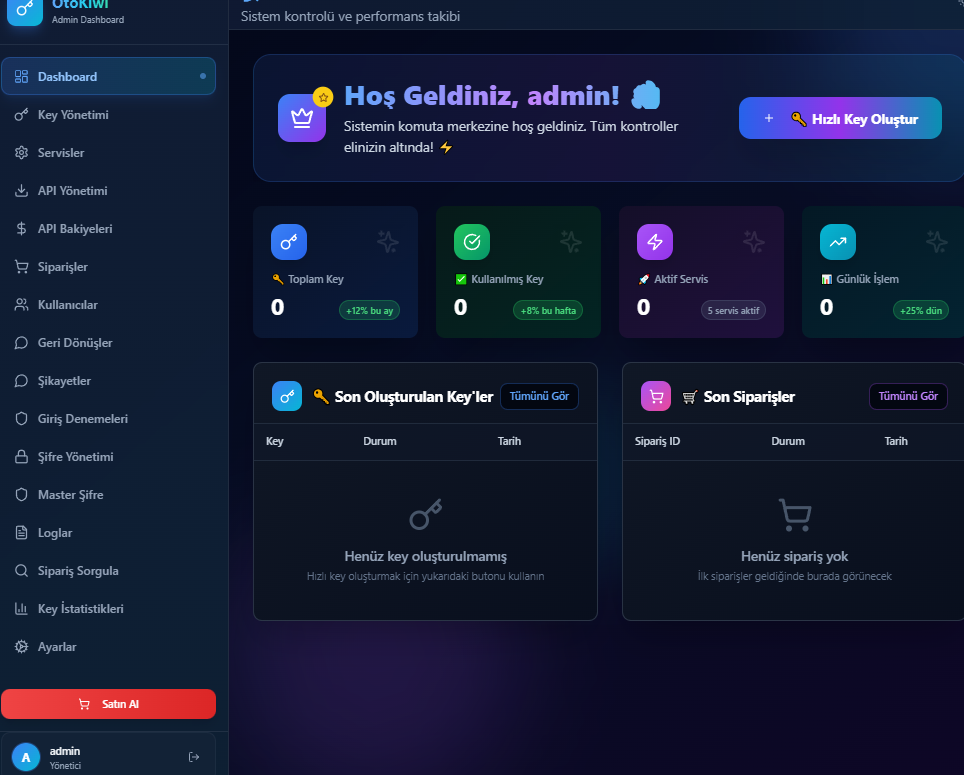 OtoKiwi
Admin Dashboard
Dashboard
Key Yönetimi
Servisler
API Yönetimi
API Bakiyeleri
Siparişler
Kullanıcılar
Geri Dönüşler
Şikayetler
Giriş Denemeleri
Şifre Yönetimi
Master Şifre
Loglar
Sipariş Sorgula
Key İstatistikleri
Ayarlar
Satın Al
A
admin
Yönetici
Sistem kontrolü ve performans takibi
Hoş Geldiniz, admin!
Sistemin komuta merkezine hoş geldiniz. Tüm kontroller
elinizin altında! ⚡
+ 🔑 Hızlı Key Oluştur
🔑 Toplam Key
0
+12% bu ay
✅ Kullanılmış Key
0
+8% bu hafta
🚀 Aktif Servis
0
5 servis aktif
📊 Günlük İşlem
0
+25% dün
🔑 Son Oluşturulan Key'ler
Tümünü Gör
Key Durum Tarih
Henüz key oluşturulmamış
Hızlı key oluşturmak için yukarıdaki butonu kullanın
🛒 Son Siparişler
Tümünü Gör
Sipariş ID Durum Tarih
Henüz sipariş yok
İlk siparişler geldiğinde burada görünecek